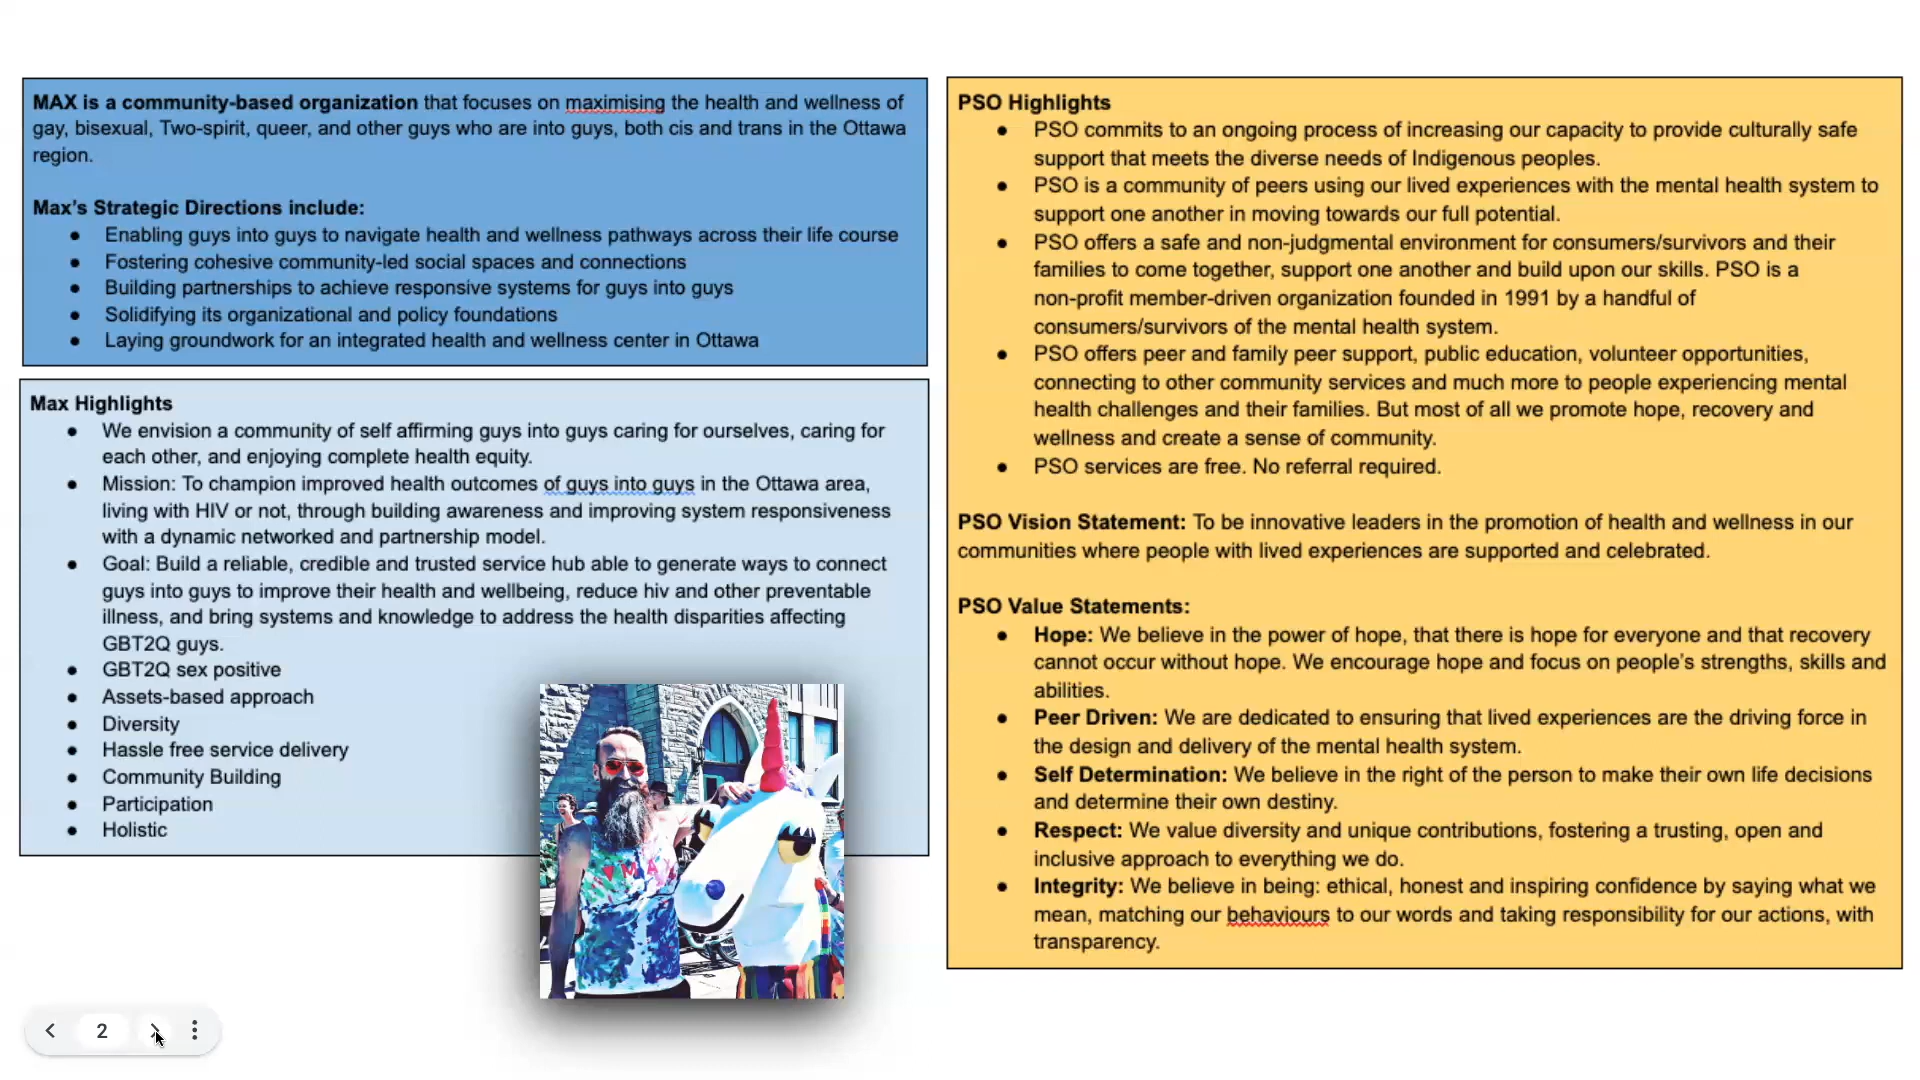 MAX is a community-based organization that focuses on maximising the health and wellness of
gay, bisexual, Two-spirit, queer, and other guys who are into guys, both cis and trans in the Ottawa
region.
Max's Strategic Directions include:
● Enabling guys into guys to navigate health and wellness pathways across their life course
● Fostering cohesive community-led social spaces and connections
● Building partnerships to achieve responsive systems for guys into guys
● Solidifying its organizational and policy foundations
● Laying groundwork for an integrated health and wellness center in Ottawa
Max Highlights
● We envision a community of self affirming guys into guys caring for ourselves, caring for
each other, and enjoying complete health equity.
● Mission: To champion improved health outcomes of guys into guys in the Ottawa area,
living with HIV or not, through building awareness and improving system responsiveness
with a dynamic networked and partnership model.
● Goal: Build a reliable, credible and trusted service hub able to generate ways to connect
guys into guys to improve their health and wellbeing, reduce hiv and other preventable
illness, and bring systems and knowledge to address the health disparities affecting
GBT2Q guys.
● GBT2Q sex positive
● Assets-based approach
● Diversity
● Hassle free service delivery
● Community Building
● Participation
● Holistic
PSO Highlights
● PSO commits to an ongoing process of increasing our capacity to provide culturally safe
support that meets the diverse needs of Indigenous peoples.
● PSO is a community of peers using our lived experiences with the mental health system to
support one another in moving towards our full potential.
● PSO offers a safe and non-judgmental environment for consumers/survivors and their
families to come together, support one another and build upon our skills. PSO is a
non-profit member-driven organization founded in 1991 by a handful of
consumers/survivors of the mental health system.
● PSO offers peer and family peer support, public education, volunteer opportunities,
connecting to other community services and much more to people experiencing mental
health challenges and their families. But most of all we promote hope, recovery and
wellness and create a sense of community.
● PSO services are free. No referral required.
PSO Vision Statement: To be innovative leaders in the promotion of health and wellness in our
communities where people with lived experiences are supported and celebrated.
PSO Value Statements:
● Hope: We believe in the power of hope, that there is hope for everyone and that recovery
cannot occur without hope. We encourage hope and focus on people's strengths, skills and
abilities.
● Peer Driven: We are dedicated to ensuring that lived experiences are the driving force in
the design and delivery of the mental health system.
● Self Determination: We believe in the right of the person to make their own life decisions
and determine their own destiny.
● Respect: We value diversity and unique contributions, fostering a trusting, open and
inclusive approach to everything we do.
● Integrity: We believe in being: ethical, honest and inspiring confidence by saying what we
mean, matching our behaviours to our words and taking responsibility for our actions, with
transparency.
2